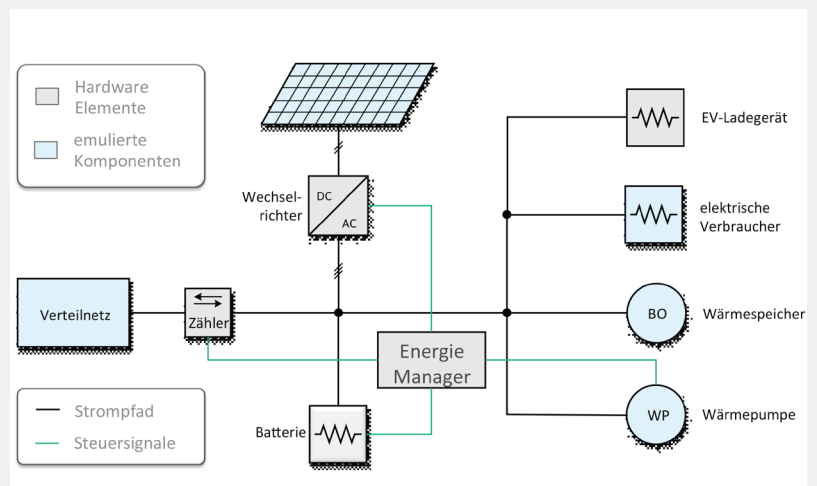 Hardware
Elemente
emulierte
Komponenten
Wechsel-
richter
DC
AC
EV-Ladegerät
elektrische
Verbraucher
Verteilnetz
Zähler
BO
Wärmespeicher
Energie
Manager
Strompfad
Steuersignale
Batterie
WP
Wärmepumpe